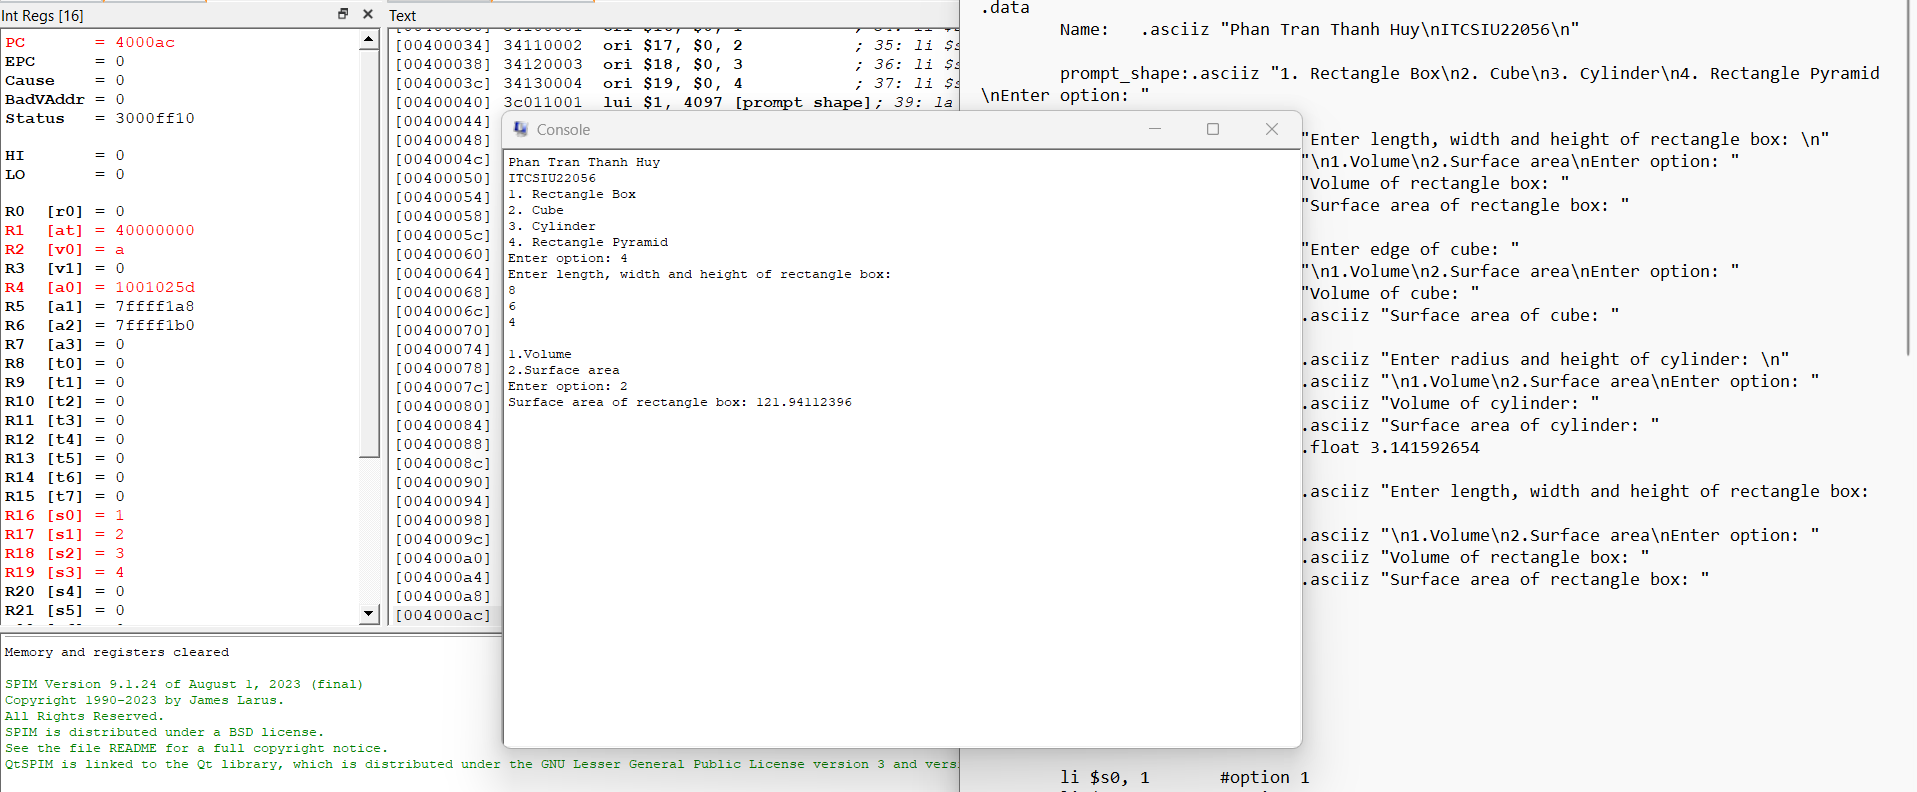 Int Regs [16]
PC = 4000ac
EPC = 0
Cause = 0
BadVAddr = 0
Status = 3000ff10
HI = 0
LO = 0
R0 [r0] = 0
R1 [at] = 40000000
R2 [v0] = a
R3 [v1] = 0
R4 [a0] = 1001025d
R5 [a1] = 7ffff1a8
R6 [a2] = 7ffff1b0
R7 [a3] = 0
R8 [t0] = 0
R9 [t1] = 0
R10 [t2] = 0
R11 [t3] = 0
R12 [t4] = 0
R13 [t5] = 0
R14 [t6] = 0
R15 [t7] = 0
R16 [s0] = 1
R17 [s1] = 2
R18 [s2] = 3
R19 [s3] = 4
R20 [s4] = 0
R21 [s5] = 0
Text
[00400034] 34110002 ori $17, $0, 2 ; 35: li $s
[00400038] 34120003 ori $18, $0, 3 ; 36: li $s
[0040003c] 34130004 ori $19, $0, 4 ; 37: li $s
[00400040] 3c011001 lui $1, 4097 [prompt_shape]; 39: la
[00400044]
[00400048]
[0040004c]
[00400050]
[00400054]
[00400058]
[0040005c]
[00400060]
[00400064]
[00400068]
[0040006c]
[00400070]
[00400074]
[00400078]
[0040007c]
[00400080]
[00400084]
[00400088]
[0040008c]
[00400090]
[00400094]
[00400098]
[0040009c]
[004000a0]
[004000a4]
[004000a8]
[004000ac]
Console
Phan Tran Thanh Huy
ITCSIU22056
1. Rectangle Box
2. Cube
3. Cylinder
4. Rectangle Pyramid
Enter option: 4
Enter length, width and height of rectangle box:
8
6
4
1.Volume
2.Surface area
Enter option: 2
Surface area of rectangle box: 121.94112396
.data
Name: .asciiz "Phan Tran Thanh Huy\nITCSIU22056\n"
prompt_shape:.asciiz "1. Rectangle Box\n2. Cube\n3. Cylinder\n4. Rectangle Pyramid
\nEnter option: "
"Enter length, width and height of rectangle box: \n"
"\n1.Volume\n2.Surface area\nEnter option: "
"Volume of rectangle box: "
"Surface area of rectangle box: "
"Enter edge of cube: "
"\n1.Volume\n2.Surface area\nEnter option: "
"Volume of cube: "
.asciiz "Surface area of cube: "
.asciiz "Enter radius and height of cylinder: \n"
.asciiz "\n1.Volume\n2.Surface area\nEnter option: "
.asciiz "Volume of cylinder: "
.asciiz "Surface area of cylinder: "
.float 3.141592654
.asciiz "Enter length, width and height of rectangle box:
.asciiz "\n1.Volume\n2.Surface area\nEnter option: "
.asciiz "Volume of rectangle box: "
.asciiz "Surface area of rectangle box: "
li $s0, 1 #option 1
Memory and registers cleared
SPIM Version 9.1.24 of August 1, 2023 (final)
Copyright 1990-2023 by James Larus.
All Rights Reserved.
SPIM is distributed under a BSD license.
See the file README for a full copyright notice.
QtSPIM is linked to the Qt library, which is distributed under the GNU Lesser General Public License version 3 and vers